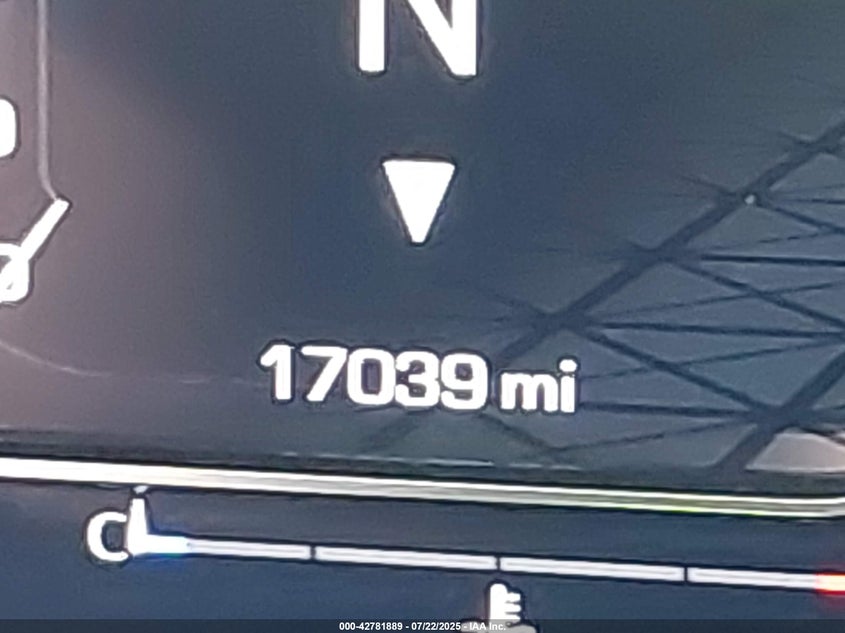 N
17039 mi
C
000-42781889 - 07/22/2025 - IAA Inc.